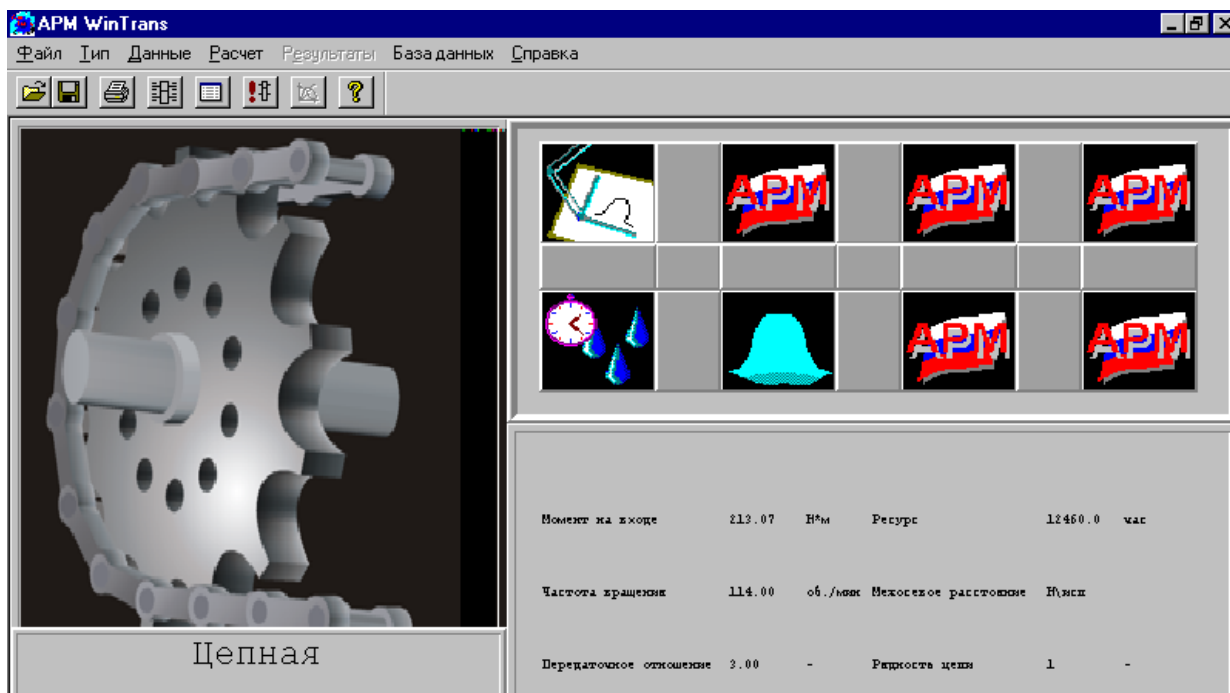 APM WinTrans
Файл Тип Данные Расчет Результаты База данных Справка
APM APM APM
APM APM
Момент на входе 213.07 Н*м Ресурс 12460.0 час
Частота вращения 114.00 об./мин Межосевое расстояние Н\исп
Передаточное отношение 3.00 - Рядность цепи 1 -
Цепная